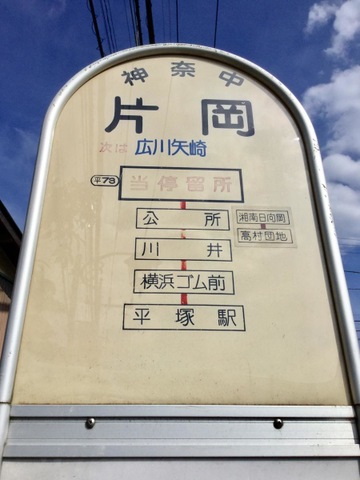 神奈中
片岡
次は 広川矢崎
平79 当停留所
公所 湘南日向岡
川井 高村団地
横浜ゴム前
平塚駅